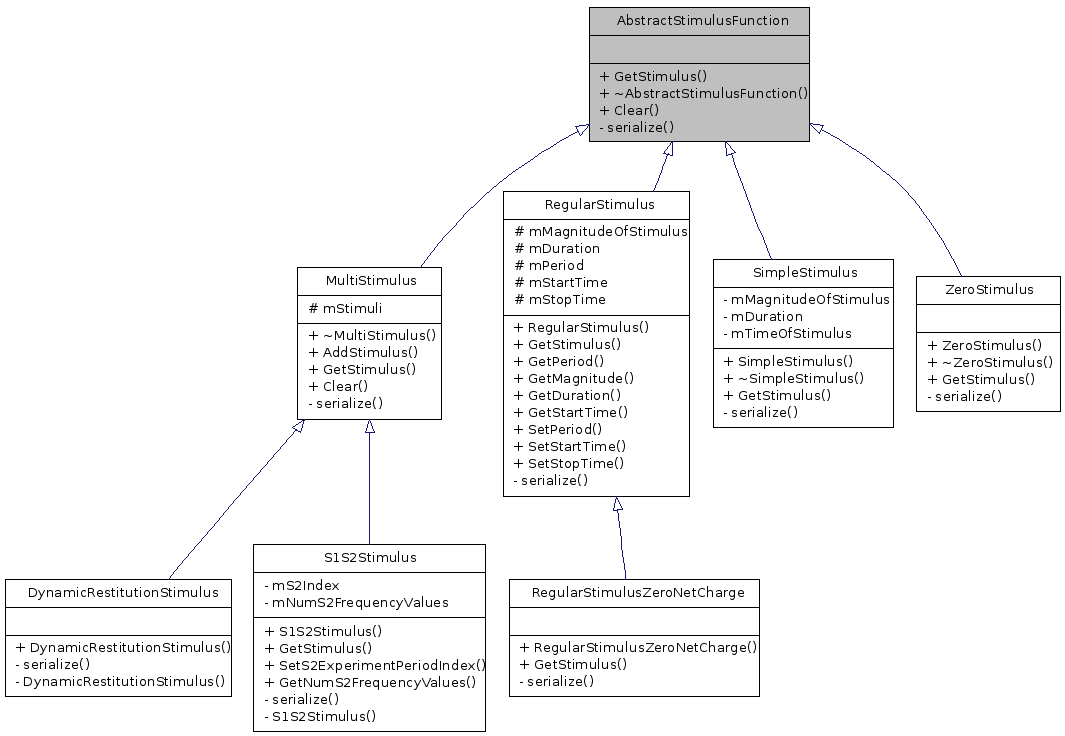 AbstractStimulusFunction
+ GetStimulus()
+ ~AbstractStimulusFunction()
+ Clear()
- serialize()
MultiStimulus
# mStimuli
+ ~MultiStimulus()
+ AddStimulus()
+ GetStimulus()
+ Clear()
- serialize()
RegularStimulus
# mMagnitudeOfStimulus
# mDuration
# mPeriod
# mStartTime
# mStopTime
+ RegularStimulus()
+ GetStimulus()
+ GetPeriod()
+ GetMagnitude()
+ GetDuration()
+ GetStartTime()
+ SetPeriod()
+ SetStartTime()
+ SetStopTime()
- serialize()
SimpleStimulus
- mMagnitudeOfStimulus
- mDuration
- mTimeOfStimulus
+ SimpleStimulus()
+ ~SimpleStimulus()
+ GetStimulus()
- serialize()
ZeroStimulus
+ ZeroStimulus()
+ ~ZeroStimulus()
+ GetStimulus()
- serialize()
DynamicRestitutionStimulus
+ DynamicRestitutionStimulus()
- serialize()
- DynamicRestitutionStimulus()
S1S2Stimulus
- mS2Index
- mNumS2FrequencyValues
+ S1S2Stimulus()
+ GetStimulus()
+ SetS2ExperimentPeriodIndex()
+ GetNumS2FrequencyValues()
- serialize()
- S1S2Stimulus()
RegularStimulusZeroNetCharge
+ RegularStimulusZeroNetCharge()
+ GetStimulus()
- serialize()